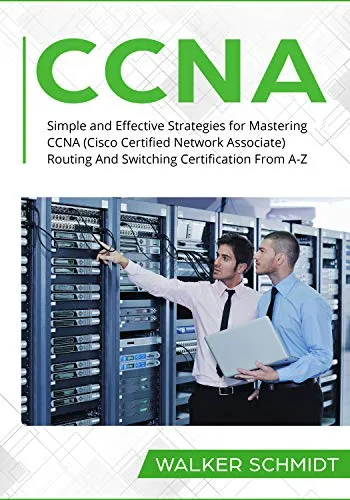 CCNA
Simple and Effective Strategies for Mastering
CCNA (Cisco Certified Network Associate)
Routing And Switching Certification From A-Z
WALKER SCHMIDT